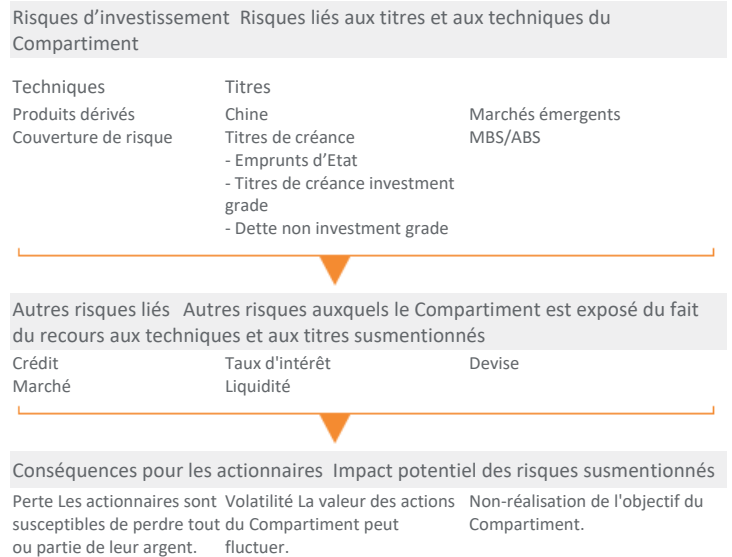 Risques d’investissement Risques liés aux titres et aux techniques du
Compartiment
Techniques
Produits dérivés
Couverture de risque
Titres
Chine
Titres de créance
- Emprunts d’Etat
- Titres de créance investment
grade
- Dette non investment grade
Marchés émergents
MBS/ABS
Autres risques liés Autres risques auxquels le Compartiment est exposé du fait
du recours aux techniques et aux titres susmentionnés
Crédit
Marché
Taux d'intérêt
Liquidité
Devise
Conséquences pour les actionnaires Impact potentiel des risques susmentionnés
Perte Les actionnaires sont
susceptibles de perdre tout
ou partie de leur argent.
Volatilité La valeur des actions
du Compartiment peut
fluctuer.
Non-réalisation de l'objectif du
Compartiment.